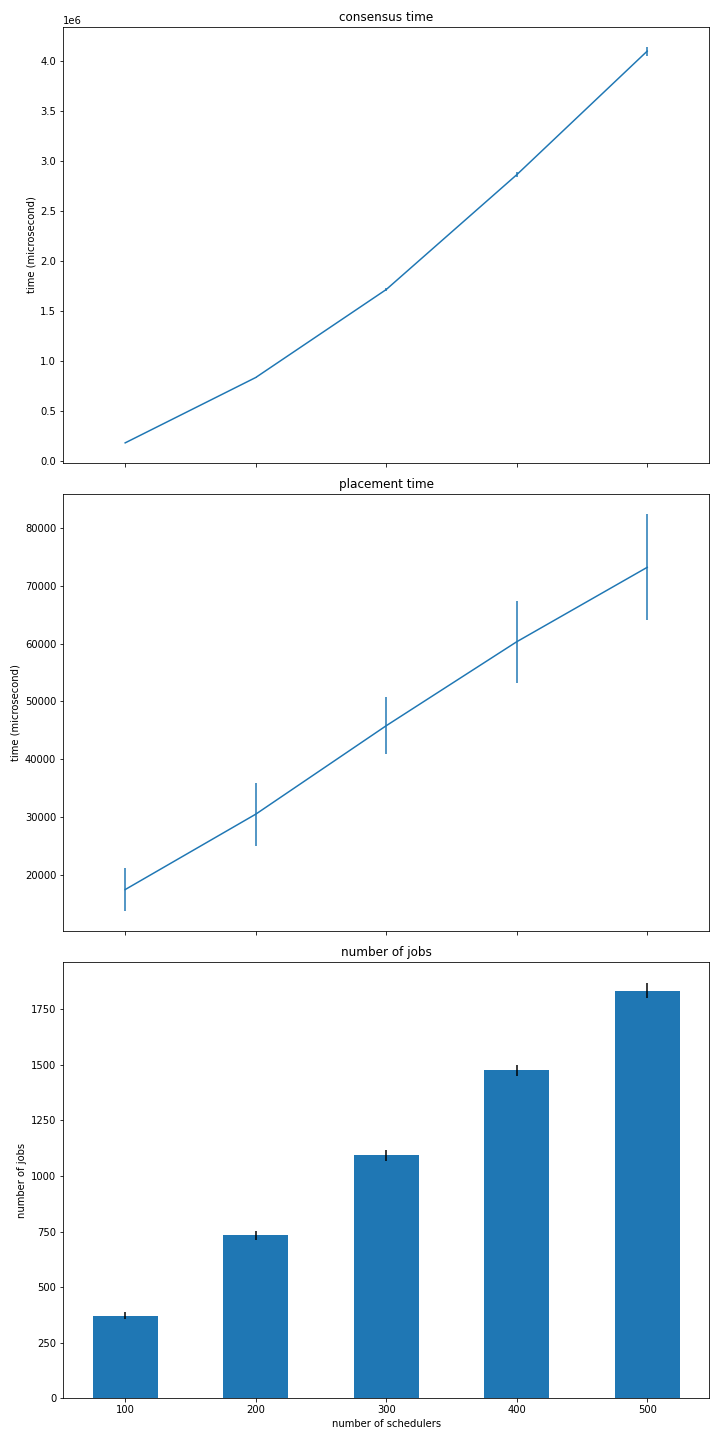 consensus time
1e6
4.0
3.5
3.0
2.5
2.0
1.5
1.0
0.5
0.0
time (microsecond)
placement time
80000
70000
60000
50000
40000
30000
20000
time (microsecond)
number of jobs
1750
1500
1250
1000
750
500
250
0
number of jobs
100 200 300 400 500
number of schedulers